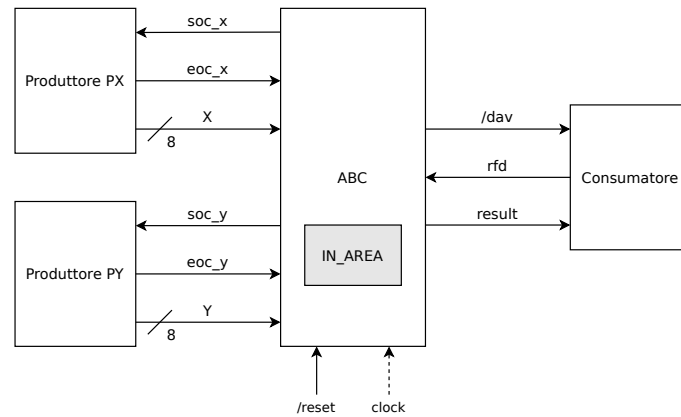 soc_x
Produttore PX
eoc_x
X
8
/dav
ABC
rfd
Consumatore
result
soc_y
IN_AREA
Produttore PY
eoc_y
Y
8
/reset
clock